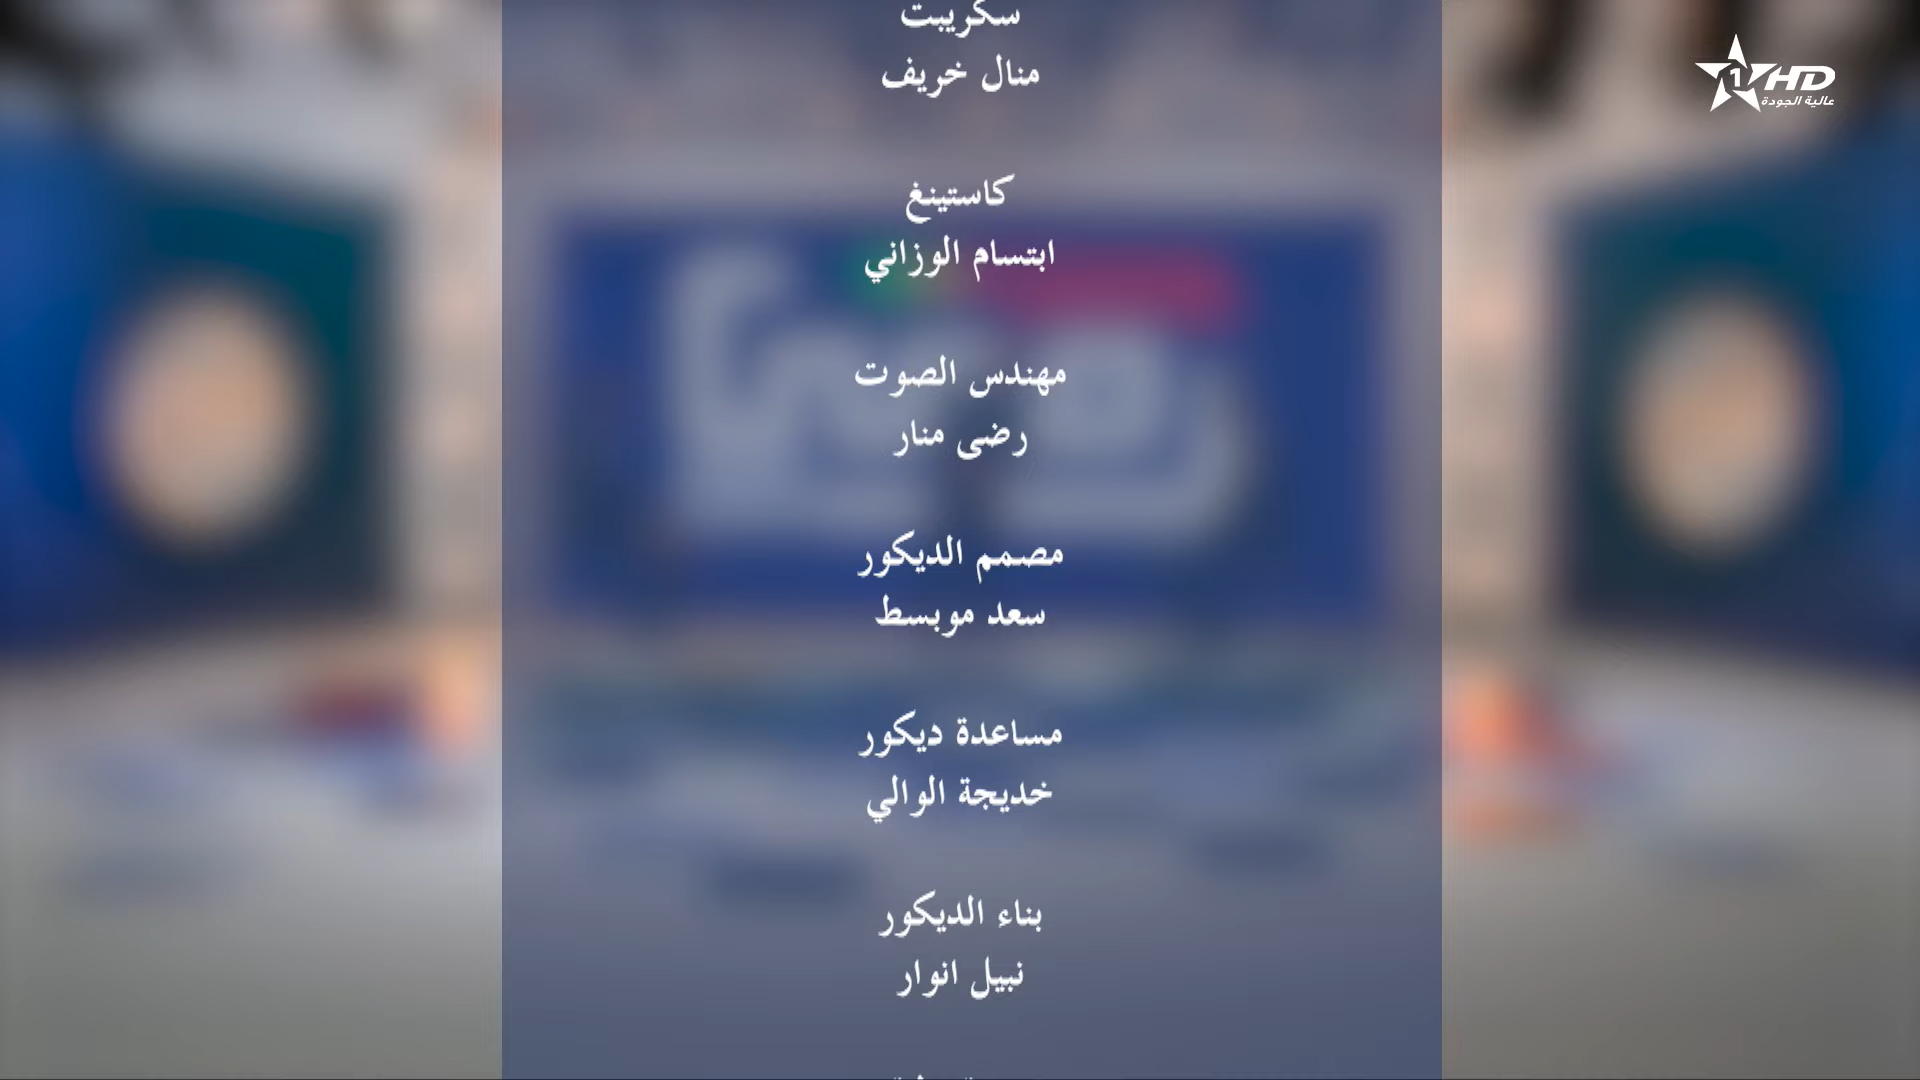 سكريبت
منال خريف
كاستينغ
ابتسام الوزاني
مهندس الصوت
رضى منار
مصمم الديكور
سعد موبسط
مساعدة ديكور
خديجة الوالي
بناء الديكور
نبيل انوار
1HD
عالية الجودة